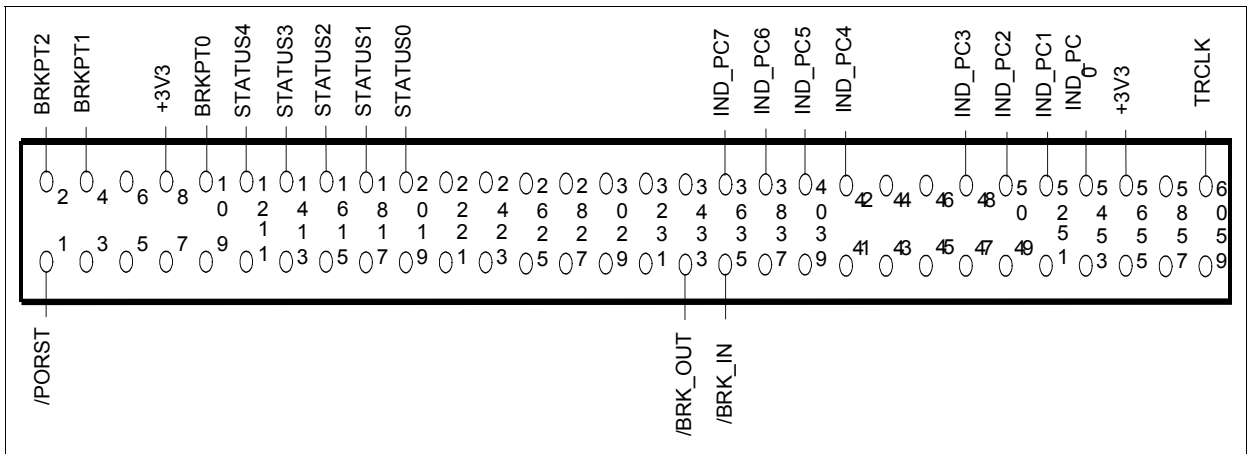 BRKPT2
BRKPT1
+3V3
BRKPT0
STATUS4
STATUS3
STATUS2
STATUS1
STATUS0
IND_PC7
IND_PC6
IND_PC5
IND_PC4
IND_PC3
IND_PC2
IND_PC1
IND_PC
0
+3V3
TRCLK
2 4 6 8 10 12 14 16 18 20 22 24 26 28 30 32 34 36 38 40 42 44 46 48 50 52 54 56 58 60
1 3 5 7 9 11 13 15 17 19 21 23 25 27 29 31 33 35 37 39 41 43 45 47 49 51 53 55 57 59
/PORST
/BRK_OUT
/BRK_IN